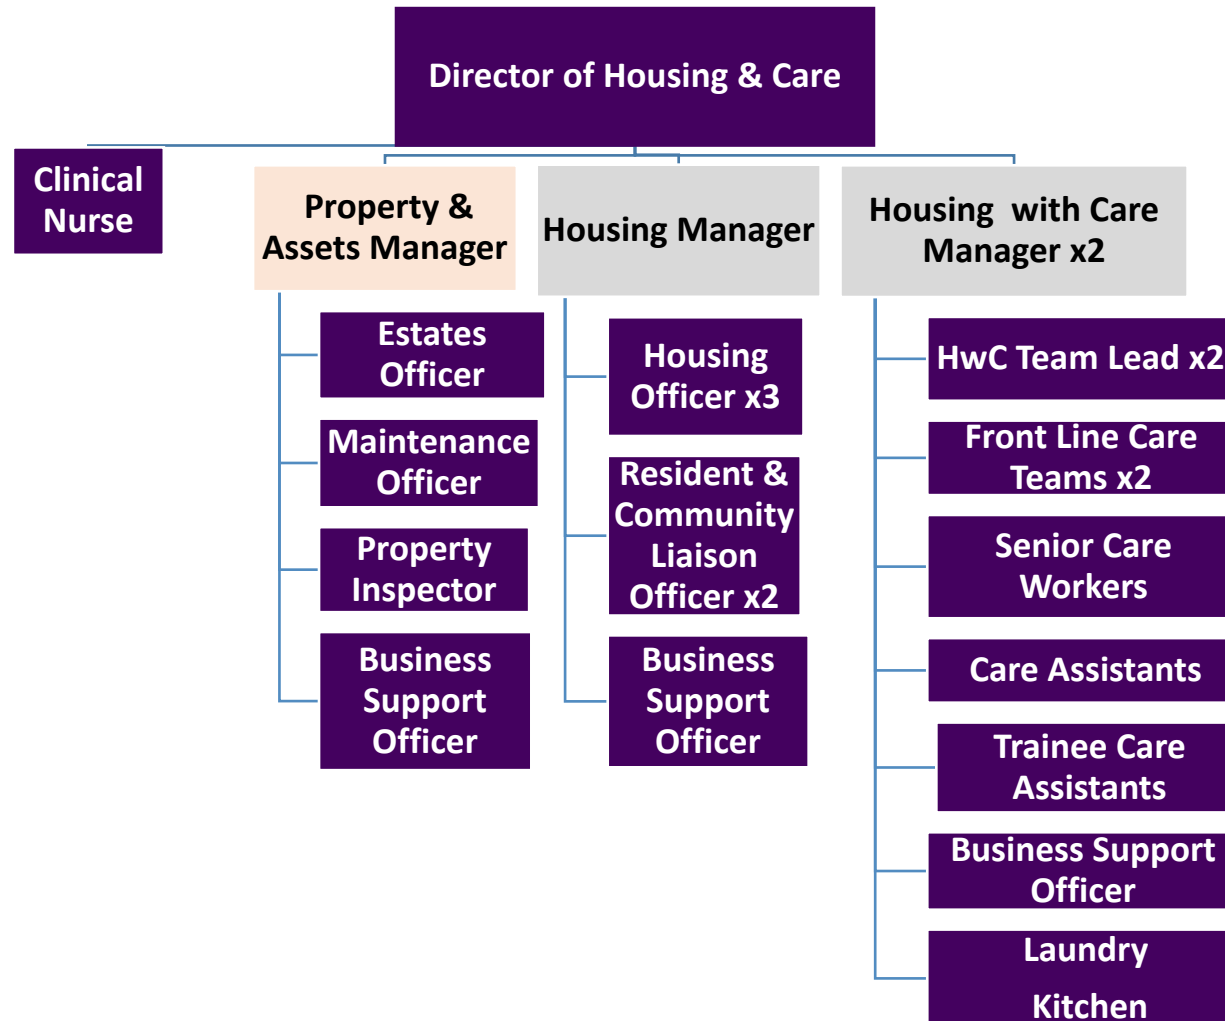 Director of Housing & Care
Clinical
Nurse
Property &
Assets Manager
Housing Manager
Housing  with Care
Manager x2
Estates
Officer
Maintenance
Officer
Property
Inspector
Business
Support
Officer
Housing
Officer x3
Resident &
Community
Liaison
Officer x2
Business
Support
Officer
HwC Team Lead x2
Front Line Care
Teams x2
Senior Care
Workers
Care Assistants
Trainee Care
Assistants
Business Support
Officer
Laundry
Kitchen